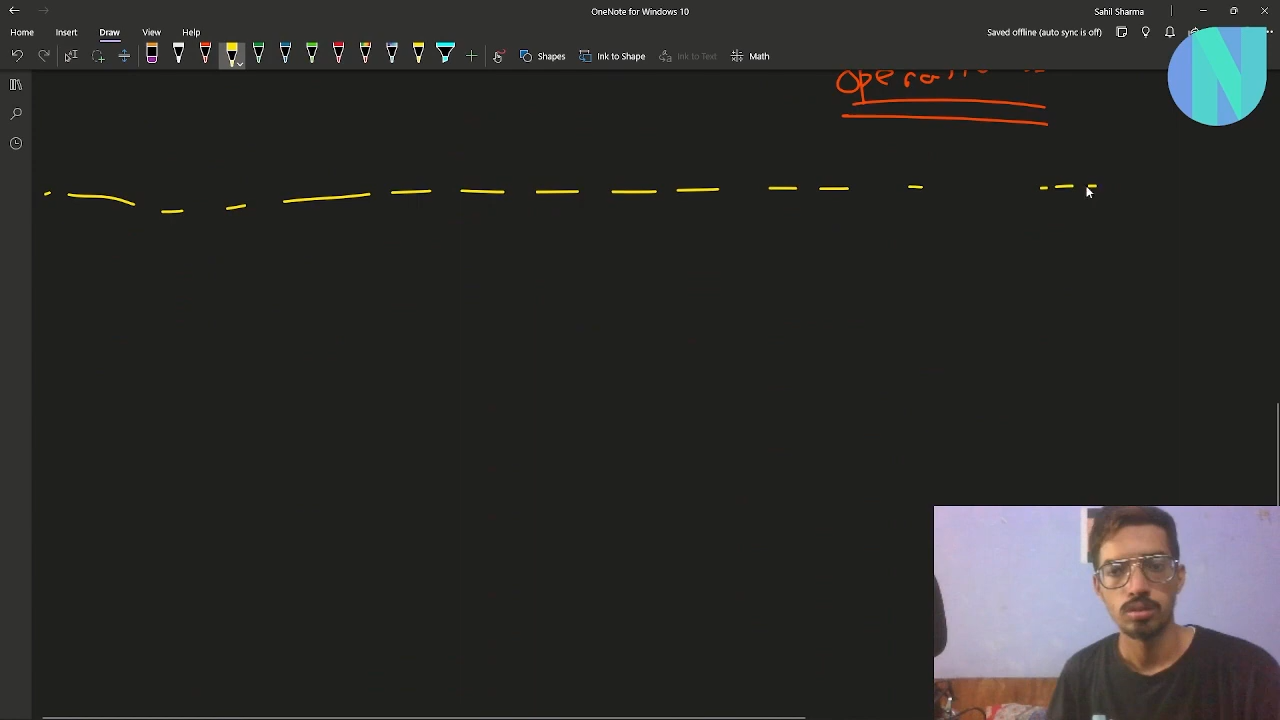 OneNote for Windows 10
Sahil Sharma
Home Insert Draw View Help
Saved offline (auto sync is off)
Shapes Ink to Shape Ink to Text Math
N